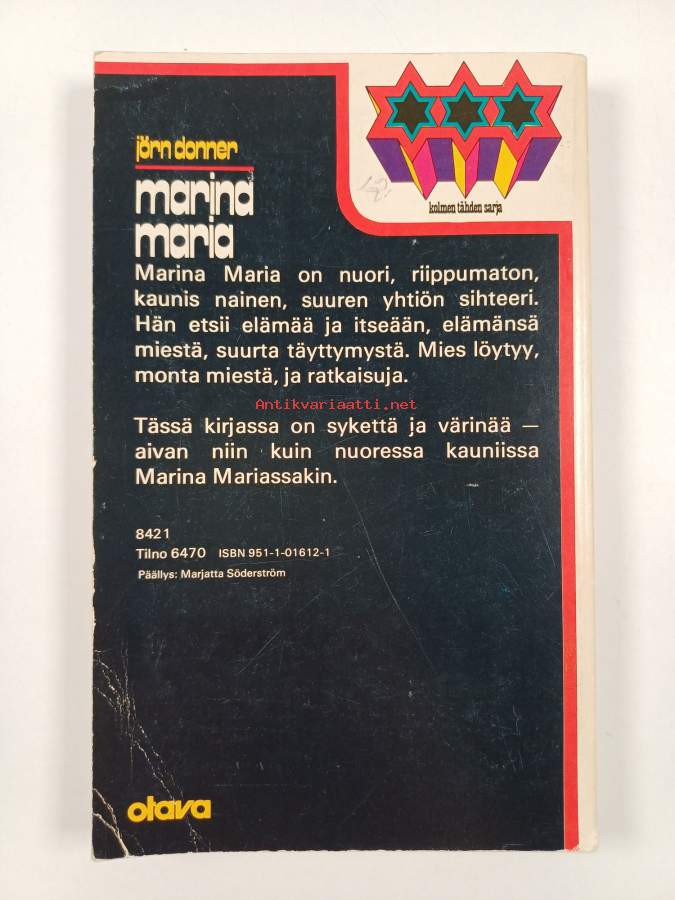 jörn donner
marina
maria
kolmen tähden sarja
Marina Maria on nuori, riippumaton,
kaunis nainen, suuren yhtiön sihteeri.
Hän etsii elämää ja itseään, elämänsä
miestä, suurta täyttymystä. Mies löytyy,
monta miestä, ja ratkaisuja.
Antikvariaatti.net
Tässä kirjassa on sykettä ja värinää —
aivan niin kuin nuoressa kauniissa
Marina Mariassakin.
8421
Tilno 6470 ISBN 951-1-01612-1
Päällys: Marjatta Söderström
otava